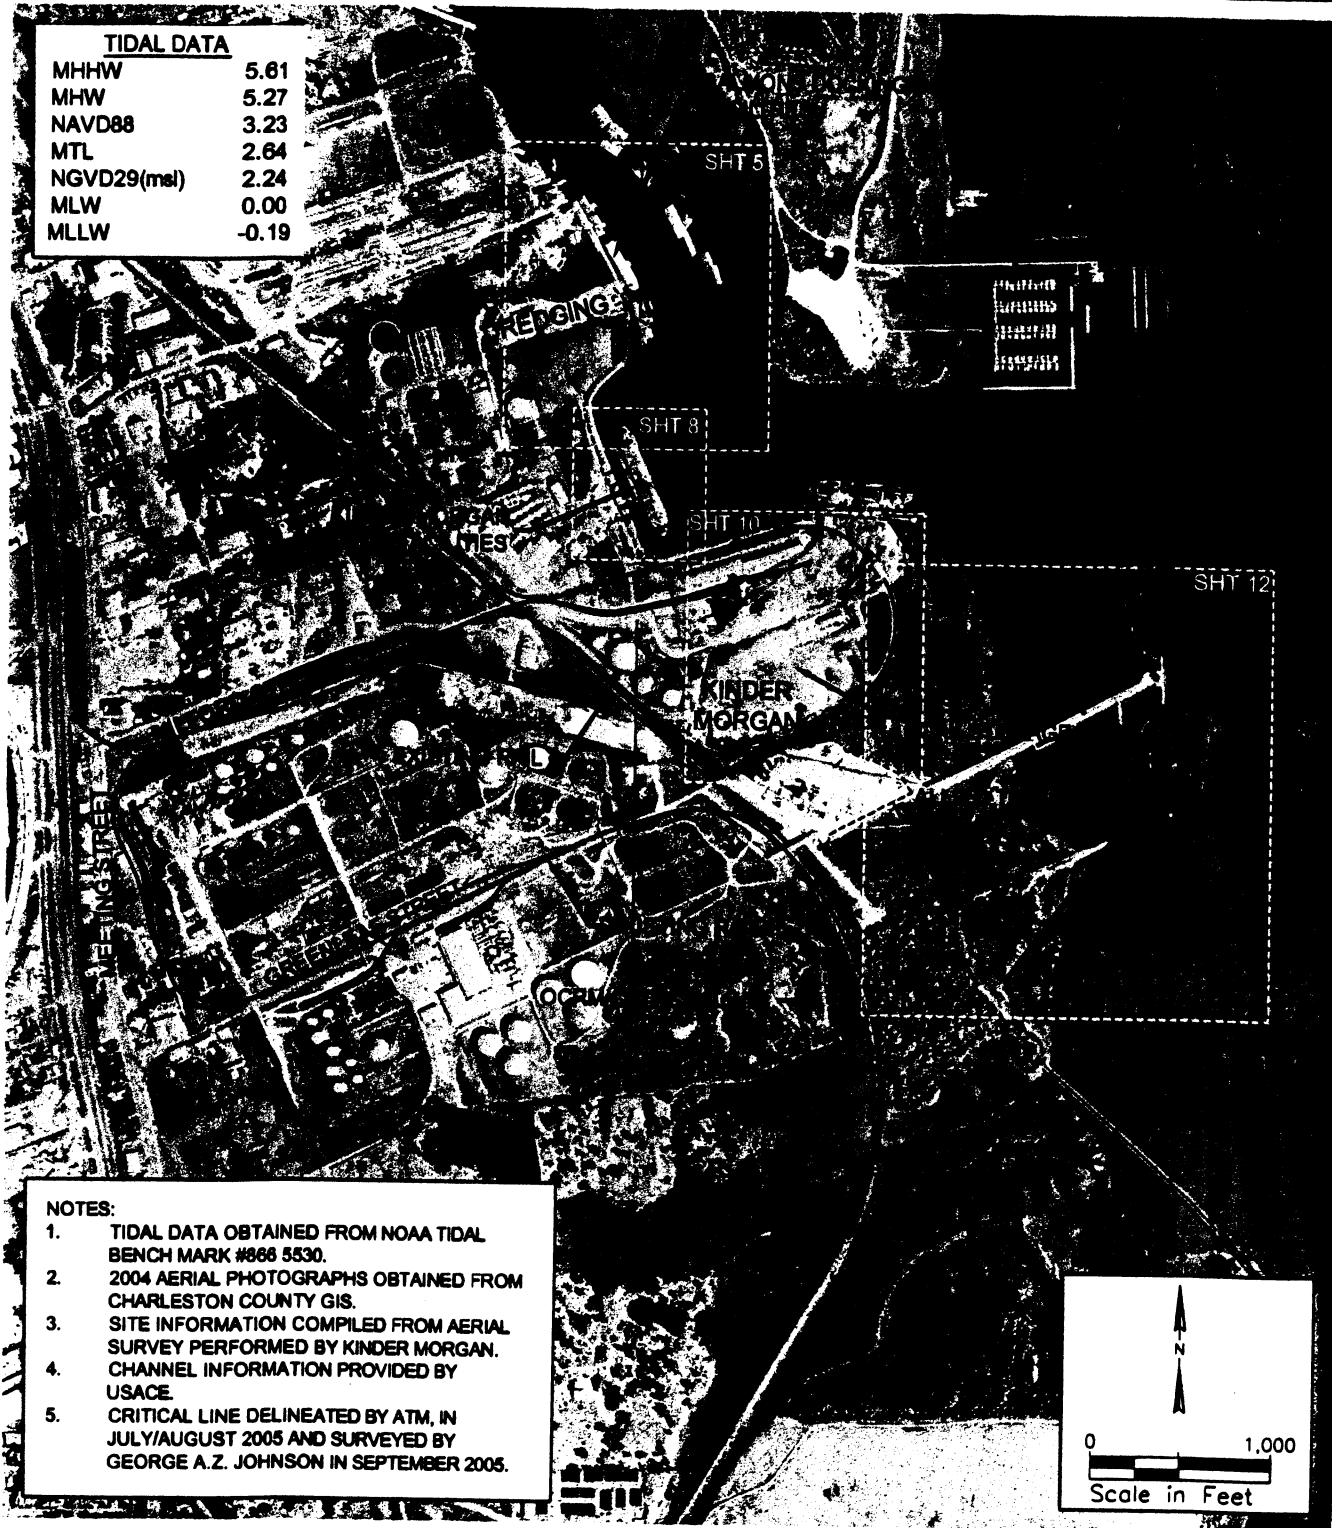 TIDAL DATA
MHHW 5.61
MHW 5.27
NAVD88 3.23
MTL 2.64
NGVD29(msl) 2.24
MLW 0.00
MLLW -0.19
SHT 5
SHT 8
SHT 10
SHT 12
KINDER
MORGAN
MEETING STREET
OCRM
NOTES:
1. TIDAL DATA OBTAINED FROM NOAA TIDAL
BENCH MARK #866 5530.
2. 2004 AERIAL PHOTOGRAPHS OBTAINED FROM
CHARLESTON COUNTY GIS.
3. SITE INFORMATION COMPILED FROM AERIAL
SURVEY PERFORMED BY KINDER MORGAN.
4. CHANNEL INFORMATION PROVIDED BY
USACE.
5. CRITICAL LINE DELINEATED BY ATM, IN
JULY/AUGUST 2005 AND SURVEYED BY
GEORGE A.Z. JOHNSON IN SEPTEMBER 2005.
N
0 1,000
Scale in Feet